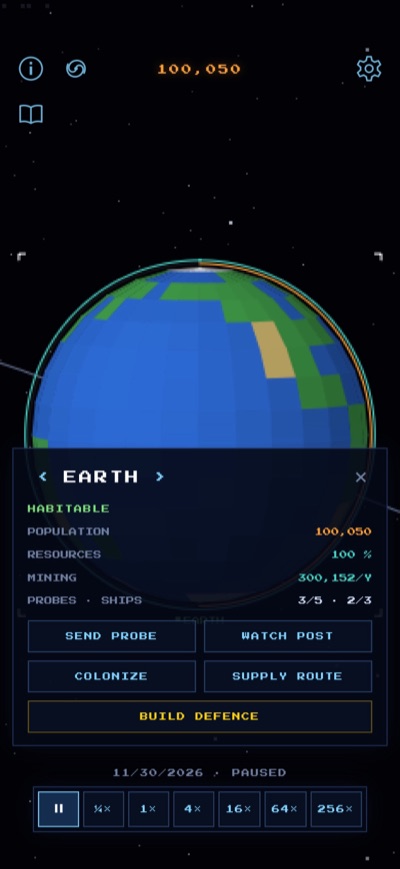 100,050
< EARTH > ×
HABITABLE
POPULATION 100,050
RESOURCES 100 %
MINING 300,152/Y
PROBES · SHIPS 3/5 · 2/3
SEND PROBE WATCH POST
COLONIZE SUPPLY ROUTE
BUILD DEFENCE
11/30/2026 · PAUSED
¼× 1× 4× 16× 64× 256×